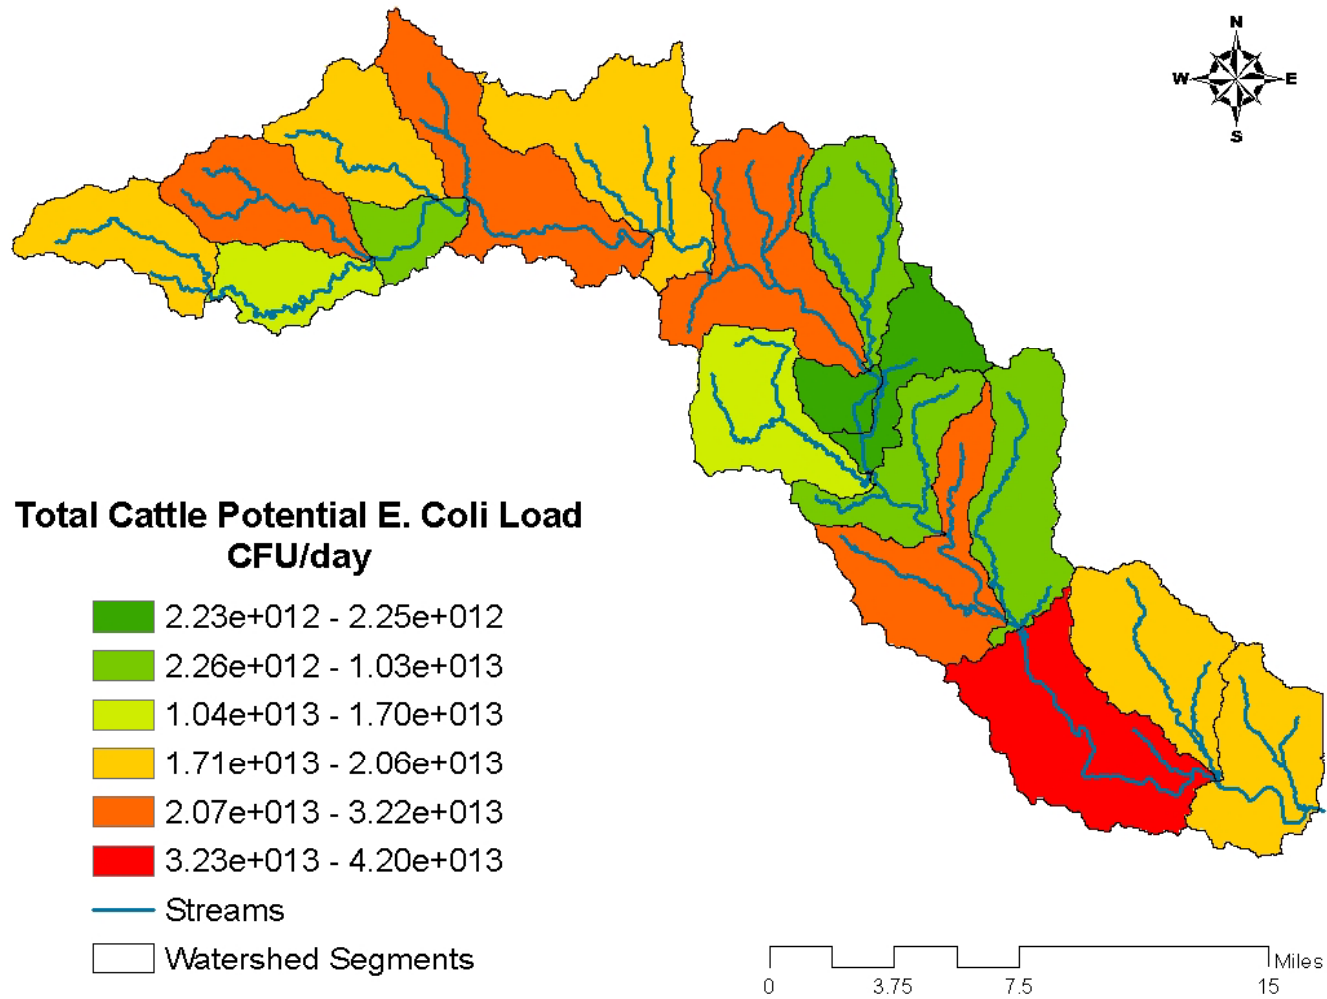 N
W E
S
Total Cattle Potential E. Coli Load
CFU/day
2.23e+012 - 2.25e+012
2.26e+012 - 1.03e+013
1.04e+013 - 1.70e+013
1.71e+013 - 2.06e+013
2.07e+013 - 3.22e+013
3.23e+013 - 4.20e+013
Streams
Watershed Segments
Miles
0 3.75 7.5 15